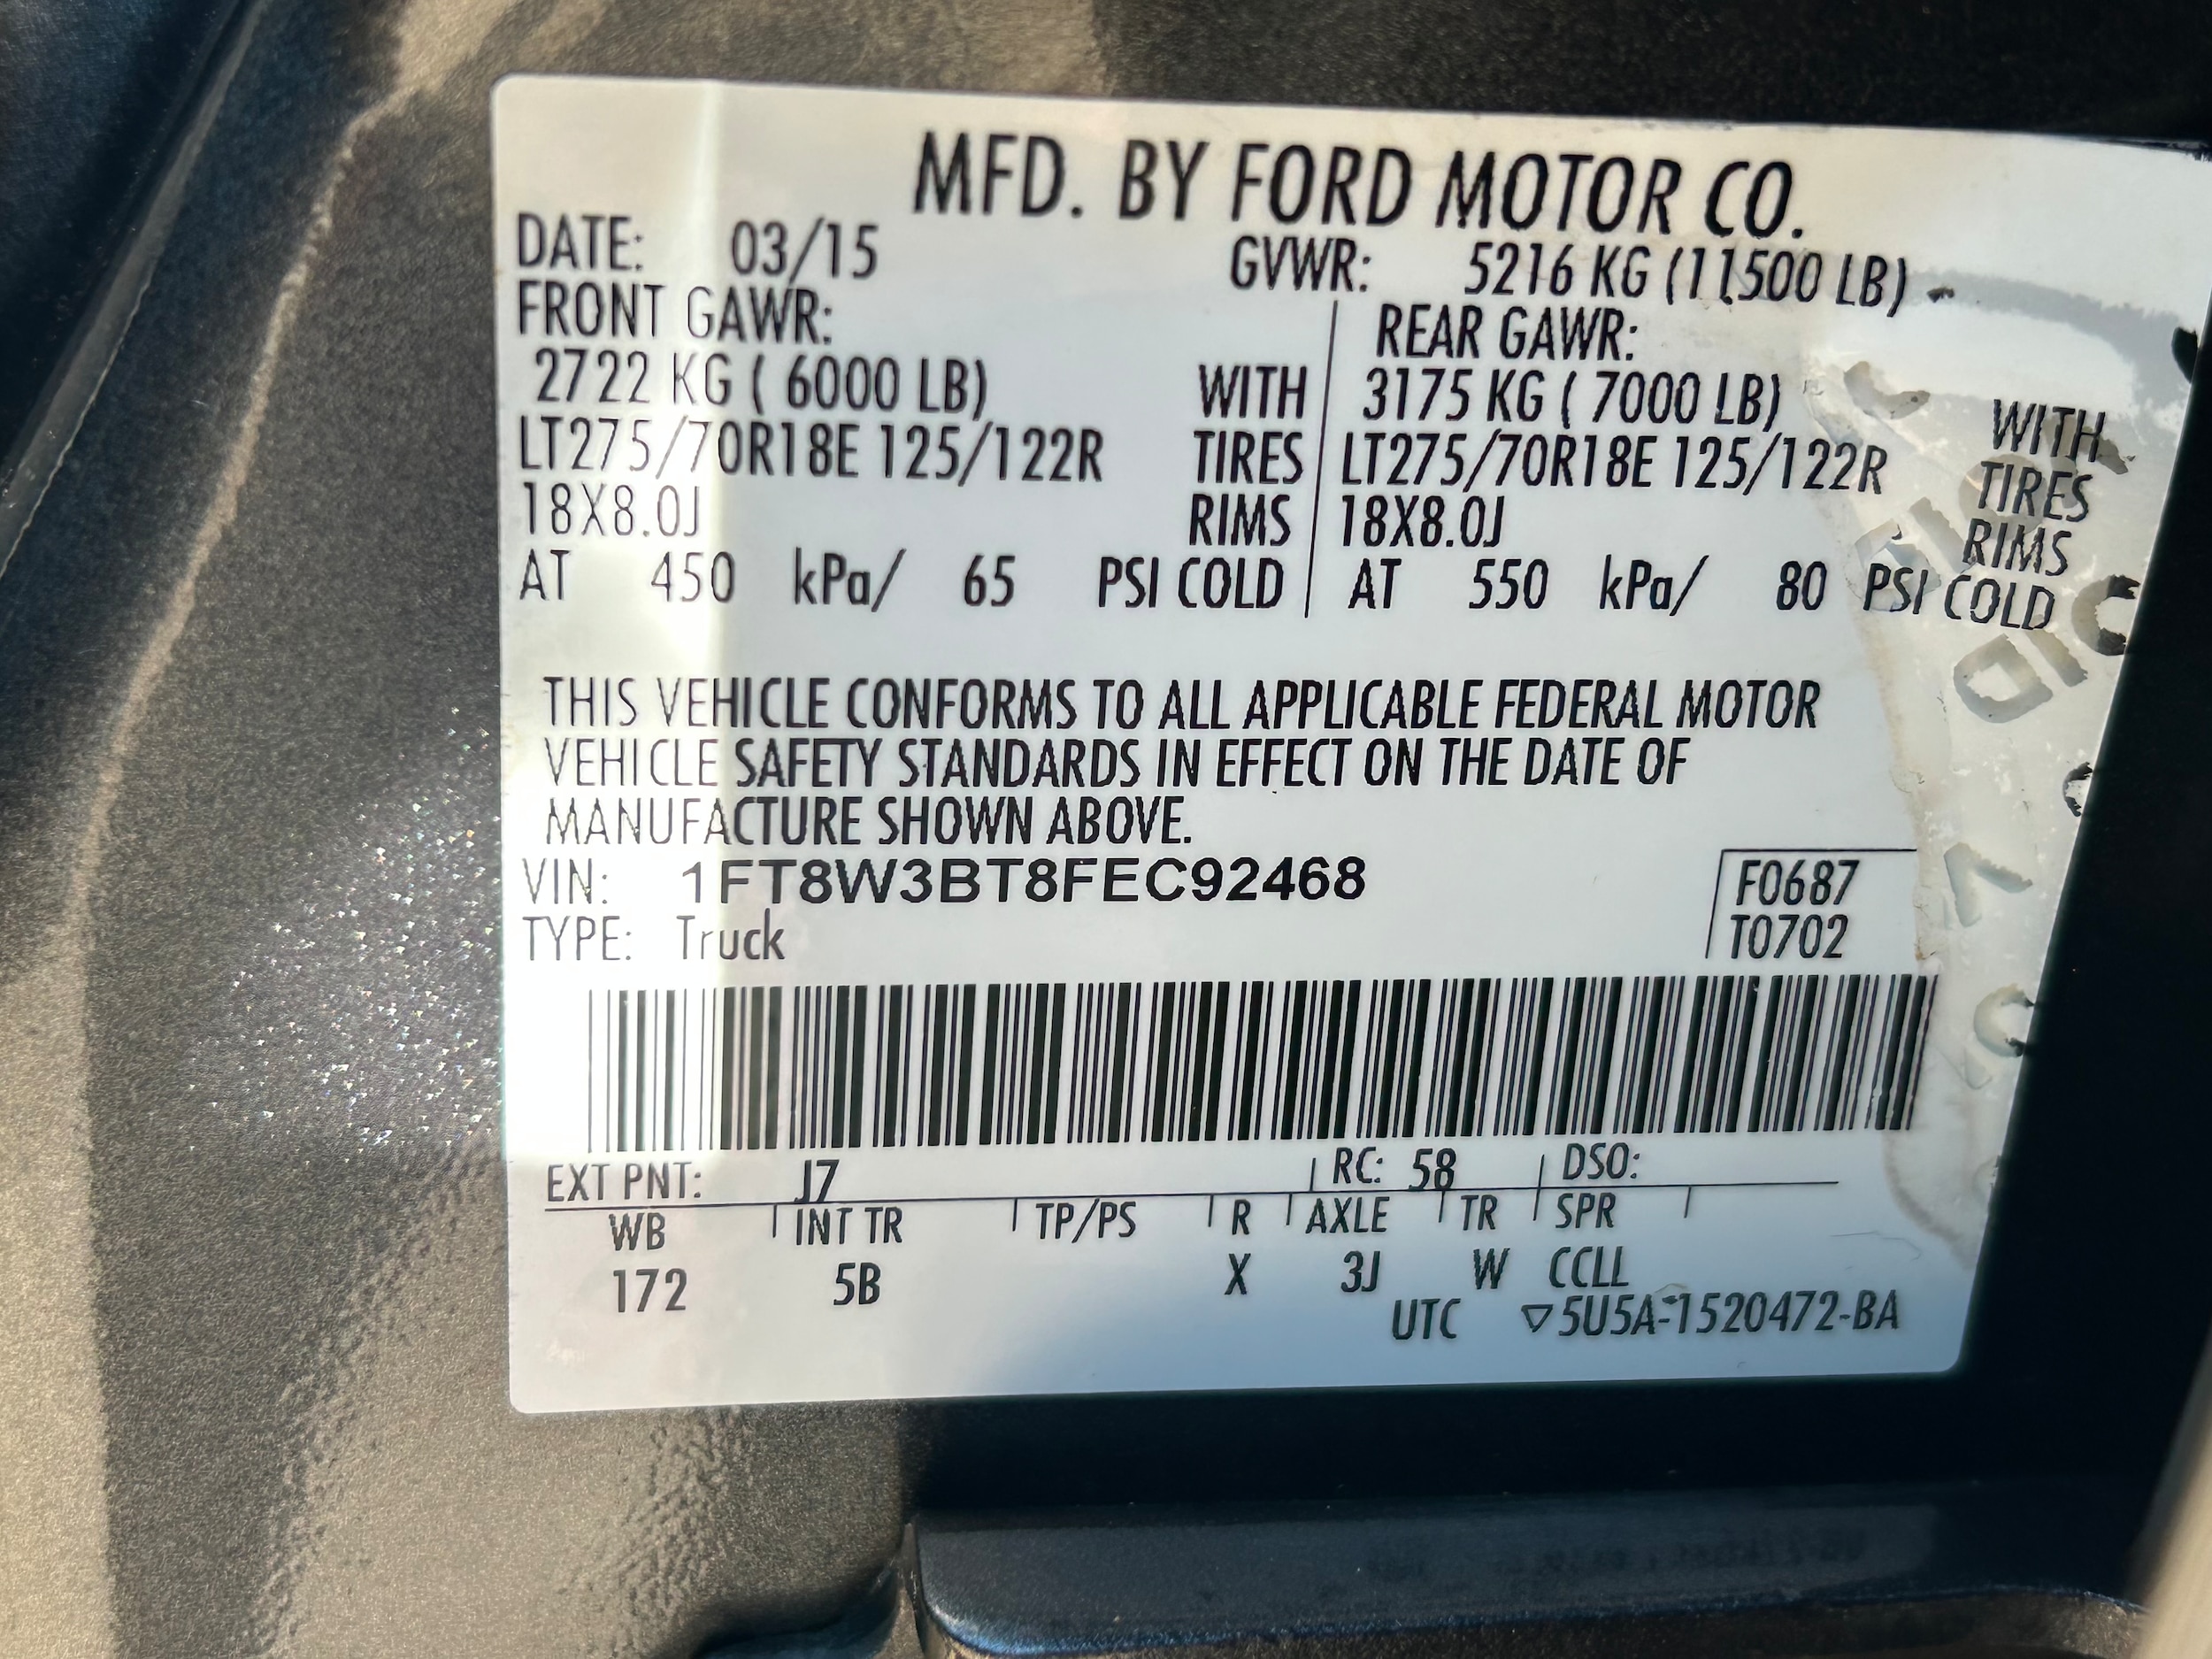 MFD. BY FORD MOTOR CO.
DATE: 03/15 GVWR: 5216 KG (11500 LB)
FRONT GAWR: REAR GAWR:
2722 KG ( 6000 LB) WITH 3175 KG ( 7000 LB) WITH
LT275/70R18E 125/122R TIRES LT275/70R18E 125/122R TIRES
18X8.0J RIMS 18X8.0J RIMS
AT 450 kPa/ 65 PSI COLD AT 550 kPa/ 80 PSI COLD
THIS VEHICLE CONFORMS TO ALL APPLICABLE FEDERAL MOTOR
VEHICLE SAFETY STANDARDS IN EFFECT ON THE DATE OF
MANUFACTURE SHOWN ABOVE.
VIN: 1FT8W3BT8FEC92468 F0687
TYPE: Truck T0702
EXT PNT: J7 RC: 58 DSO:
WB INT TR TP/PS R AXLE TR SPR
172 5B X 3J W CCLL
UTC ▽5U5A-1520472-BA